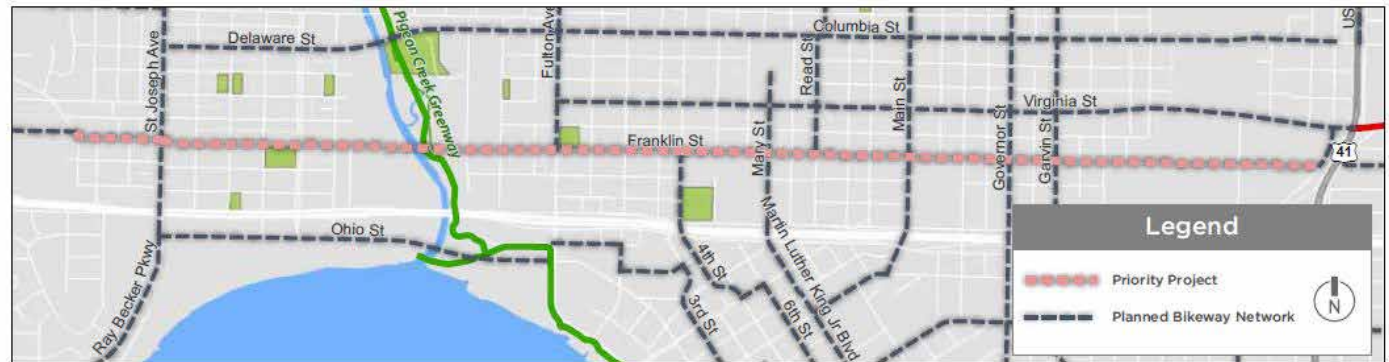 Delaware St
Columbia St
US
St Joseph Ave
Pigeon Creek Greenway
Fulton Ave
Read St
Main St
Virginia St
Franklin St
Mary St
Governor St
Garvin St
41
Ohio St
Ray Becker Pkwy
4th St
3rd St
6th St
Martin Luther King Jr Blvd
Legend
Priority Project
Planned Bikeway Network
N